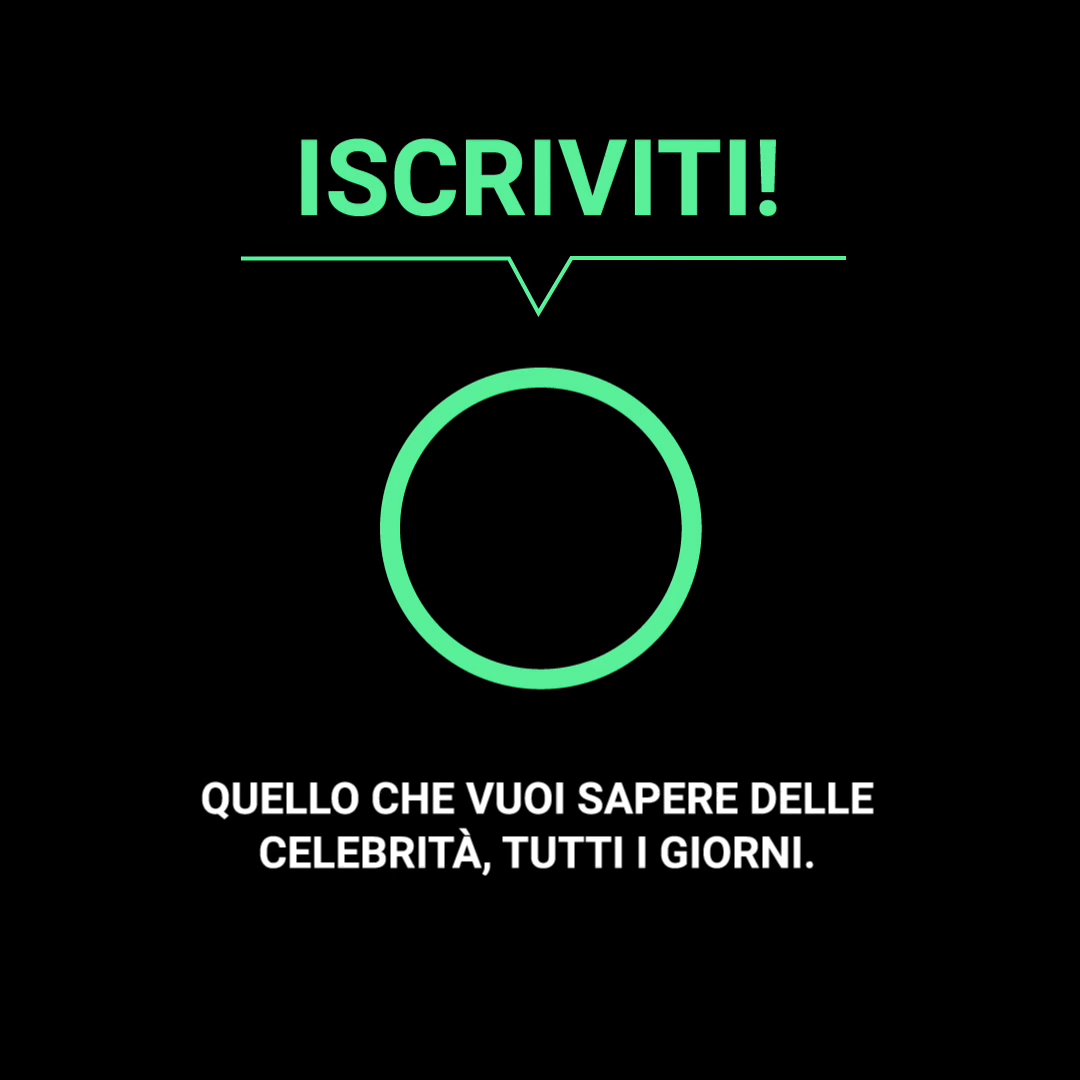 ISCRIVITI!
QUELLO CHE VUOI SAPERE DELLE
CELEBRITÀ, TUTTI I GIORNI.